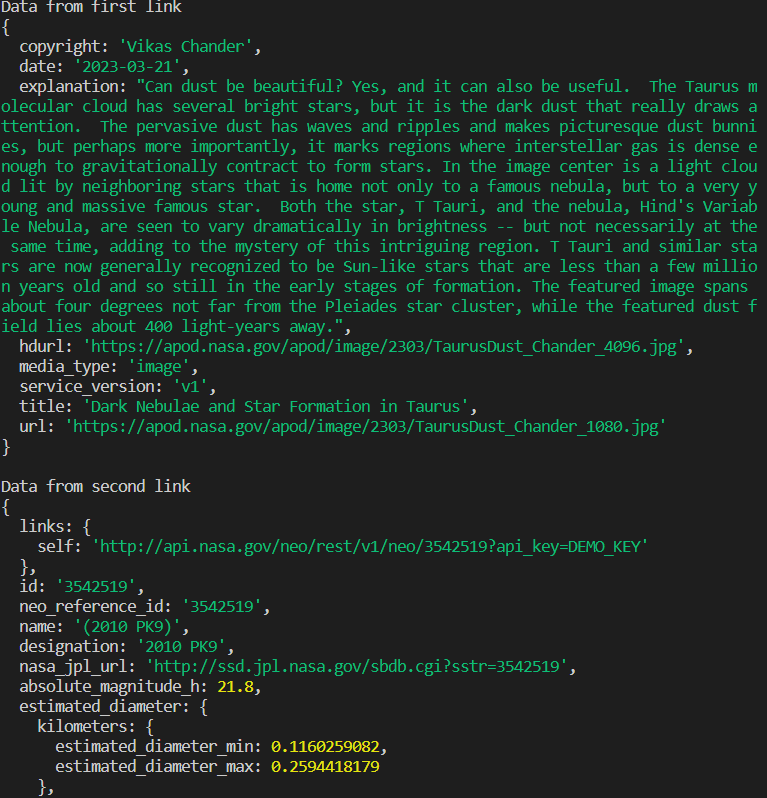 Data from first link
{
  copyright: 'Vikas Chander',
  date: '2023-03-21',
  explanation: "Can dust be beautiful? Yes, and it can also be useful.  The Taurus m
olecular cloud has several bright stars, but it is the dark dust that really draws a
ttention.  The pervasive dust has waves and ripples and makes picturesque dust bunni
es, but perhaps more importantly, it marks regions where interstellar gas is dense e
nough to gravitationally contract to form stars. In the image center is a light clou
d lit by neighboring stars that is home not only to a famous nebula, but to a very y
oung and massive famous star.  Both the star, T Tauri, and the nebula, Hind's Variab
le Nebula, are seen to vary dramatically in brightness -- but not necessarily at the
 same time, adding to the mystery of this intriguing region. T Tauri and similar sta
rs are now generally recognized to be Sun-like stars that are less than a few millio
n years old and so still in the early stages of formation. The featured image spans 
about four degrees not far from the Pleiades star cluster, while the featured dust f
ield lies about 400 light-years away.",
  hdurl: 'https://apod.nasa.gov/apod/image/2303/TaurusDust_Chander_4096.jpg',
  media_type: 'image',
  service_version: 'v1',
  title: 'Dark Nebulae and Star Formation in Taurus',
  url: 'https://apod.nasa.gov/apod/image/2303/TaurusDust_Chander_1080.jpg'
}

Data from second link
{
  links: {
    self: 'http://api.nasa.gov/neo/rest/v1/neo/3542519?api_key=DEMO_KEY'
  },
  id: '3542519',
  neo_reference_id: '3542519',
  name: '(2010 PK9)',
  designation: '2010 PK9',
  nasa_jpl_url: 'http://ssd.jpl.nasa.gov/sbdb.cgi?sstr=3542519',
  absolute_magnitude_h: 21.8,
  estimated_diameter: {
    kilometers: {
      estimated_diameter_min: 0.1160259082,
      estimated_diameter_max: 0.2594418179
    },